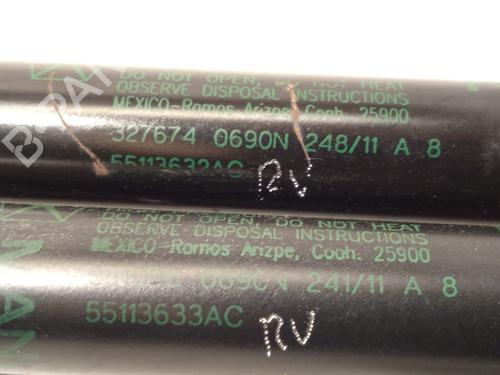 DO NOT OPEN, DO NOT HEAT
OBSERVE DISPOSAL INSTRUCTIONS
MEXICO-Ramos Arizpe, Coah. 25900
327674 0690N 248/11 A 8
55113632AC RV
DO NOT OPEN, DO NOT HEAT
OBSERVE DISPOSAL INSTRUCTIONS
MEXICO-Ramos Arizpe, Coah. 25900
0690N 241/11 A 8
55113633AC RV